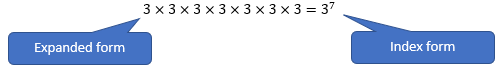 3 × 3 × 3 × 3 × 3 × 3 × 3 = 3⁷
Expanded form
Index form